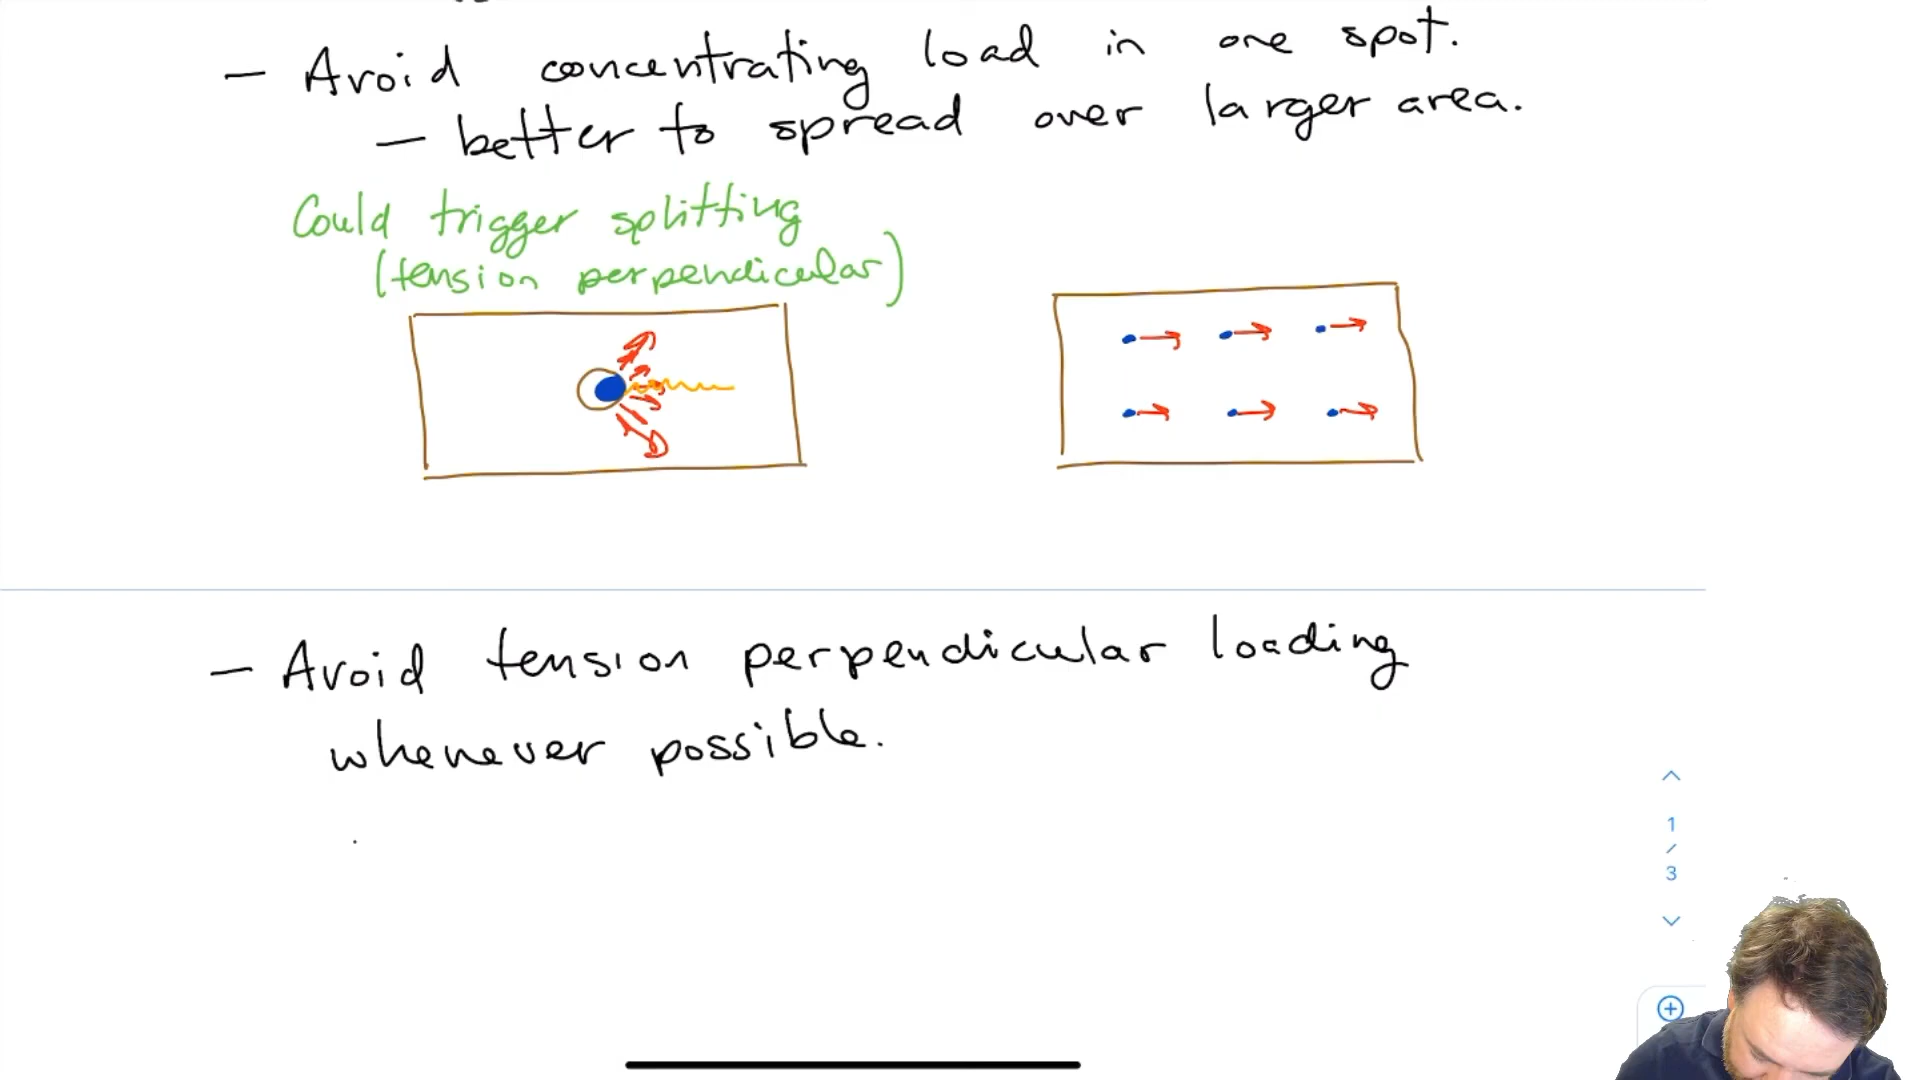 - Avoid concentrating load in one spot.
- better to spread over larger area.
Could trigger splitting
(tension perpendicular)
- Avoid tension perpendicular loading
whenever possible.
1
/
3